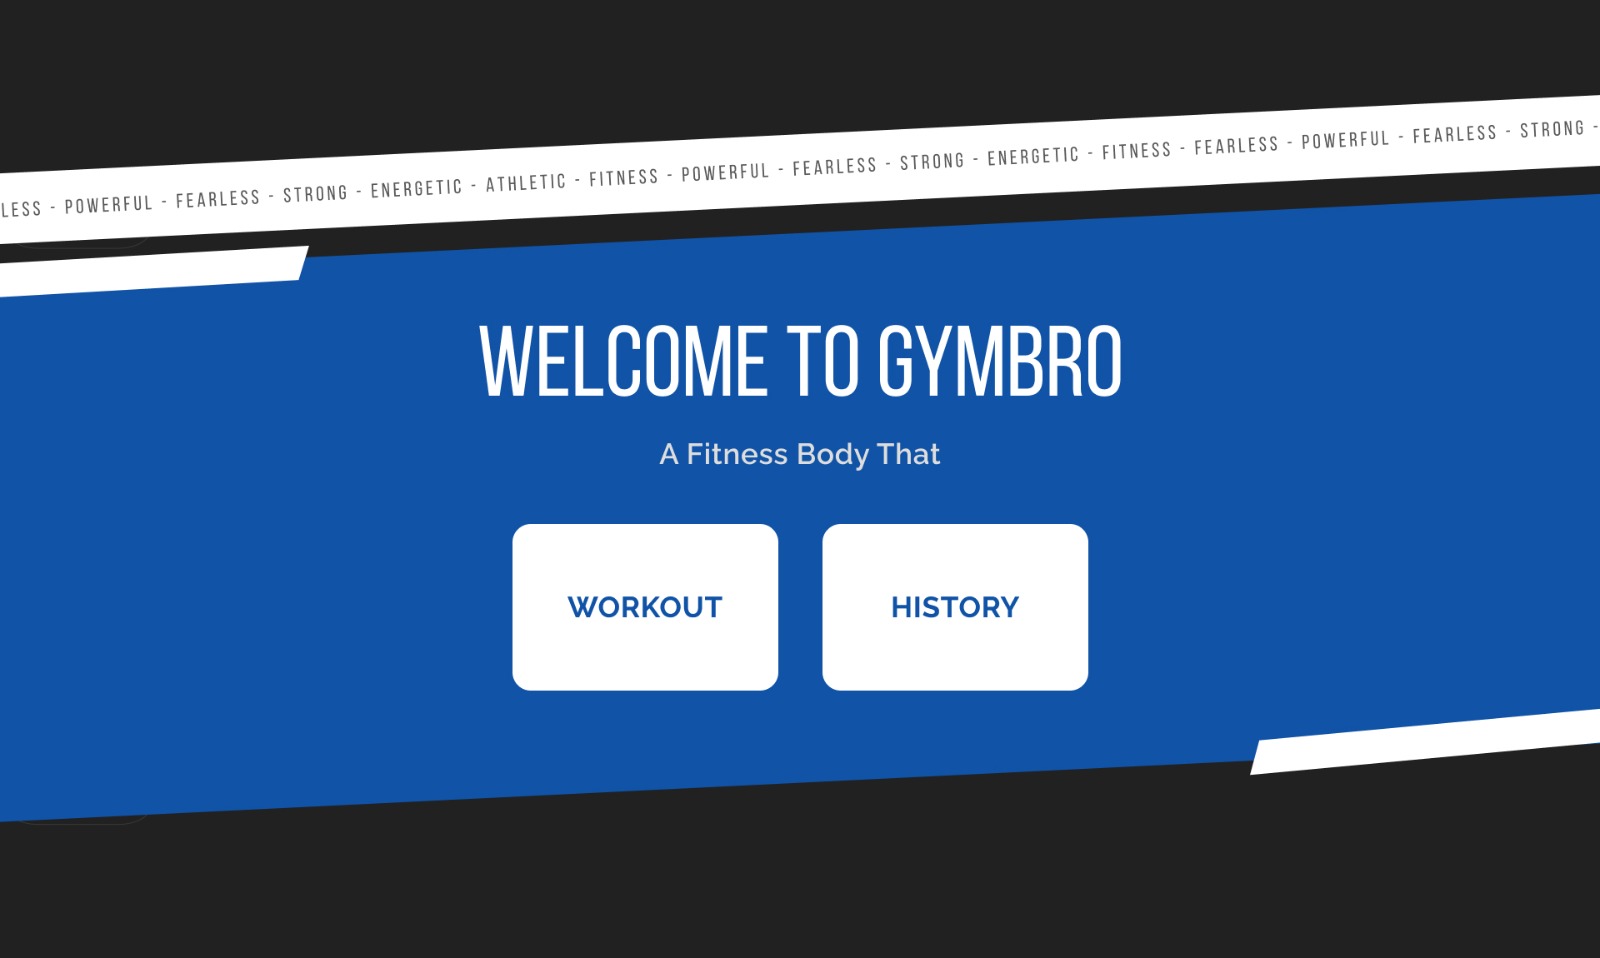 LESS - POWERFUL - FEARLESS - STRONG - ENERGETIC - ATHLETIC - FITNESS - POWERFUL - FEARLESS - STRONG - ENERGETIC - FITNESS - FEARLESS - POWERFUL - FEARLESS - STRONG -
WELCOME TO GYMBRO
A Fitness Body That
WORKOUT
HISTORY